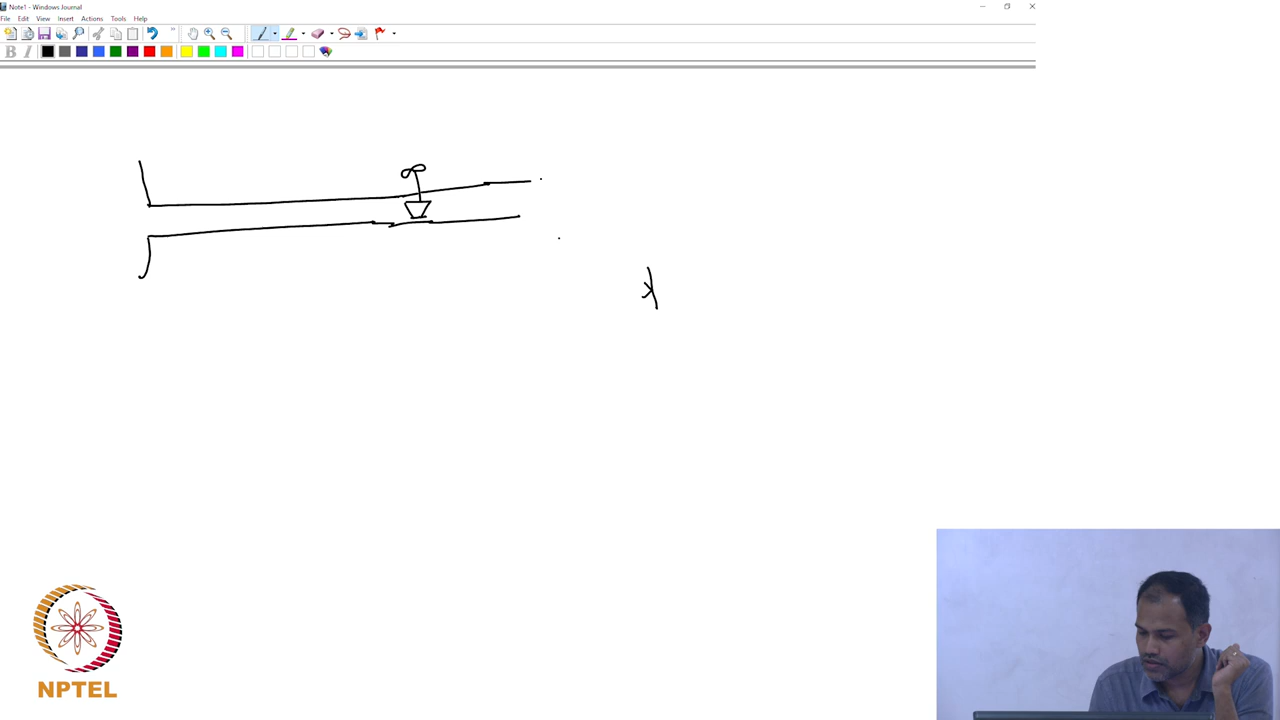 Note1 - Windows Journal
File Edit View Insert Actions Tools Help
B I
NPTEL